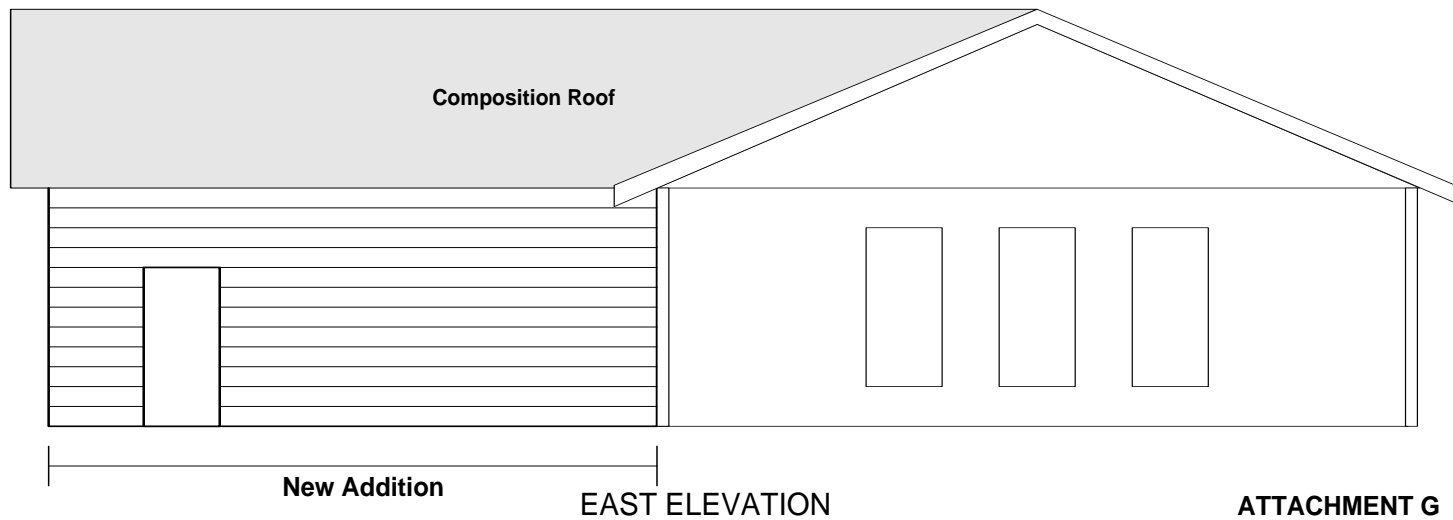 Composition Roof
New Addition
EAST ELEVATION
ATTACHMENT G